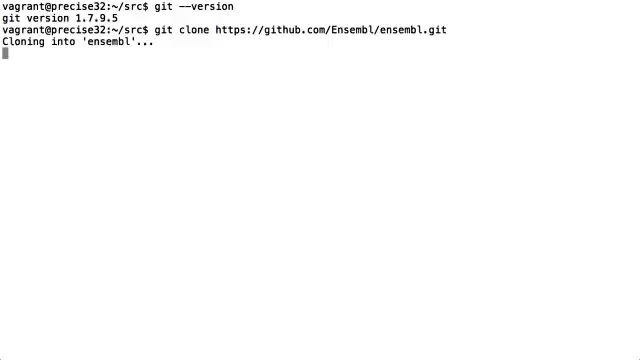 vagrant@precise32:~/src$ git --version
git version 1.7.9.5
vagrant@precise32:~/src$ git clone https://github.com/Ensembl/ensembl.git
Cloning into 'ensembl'...